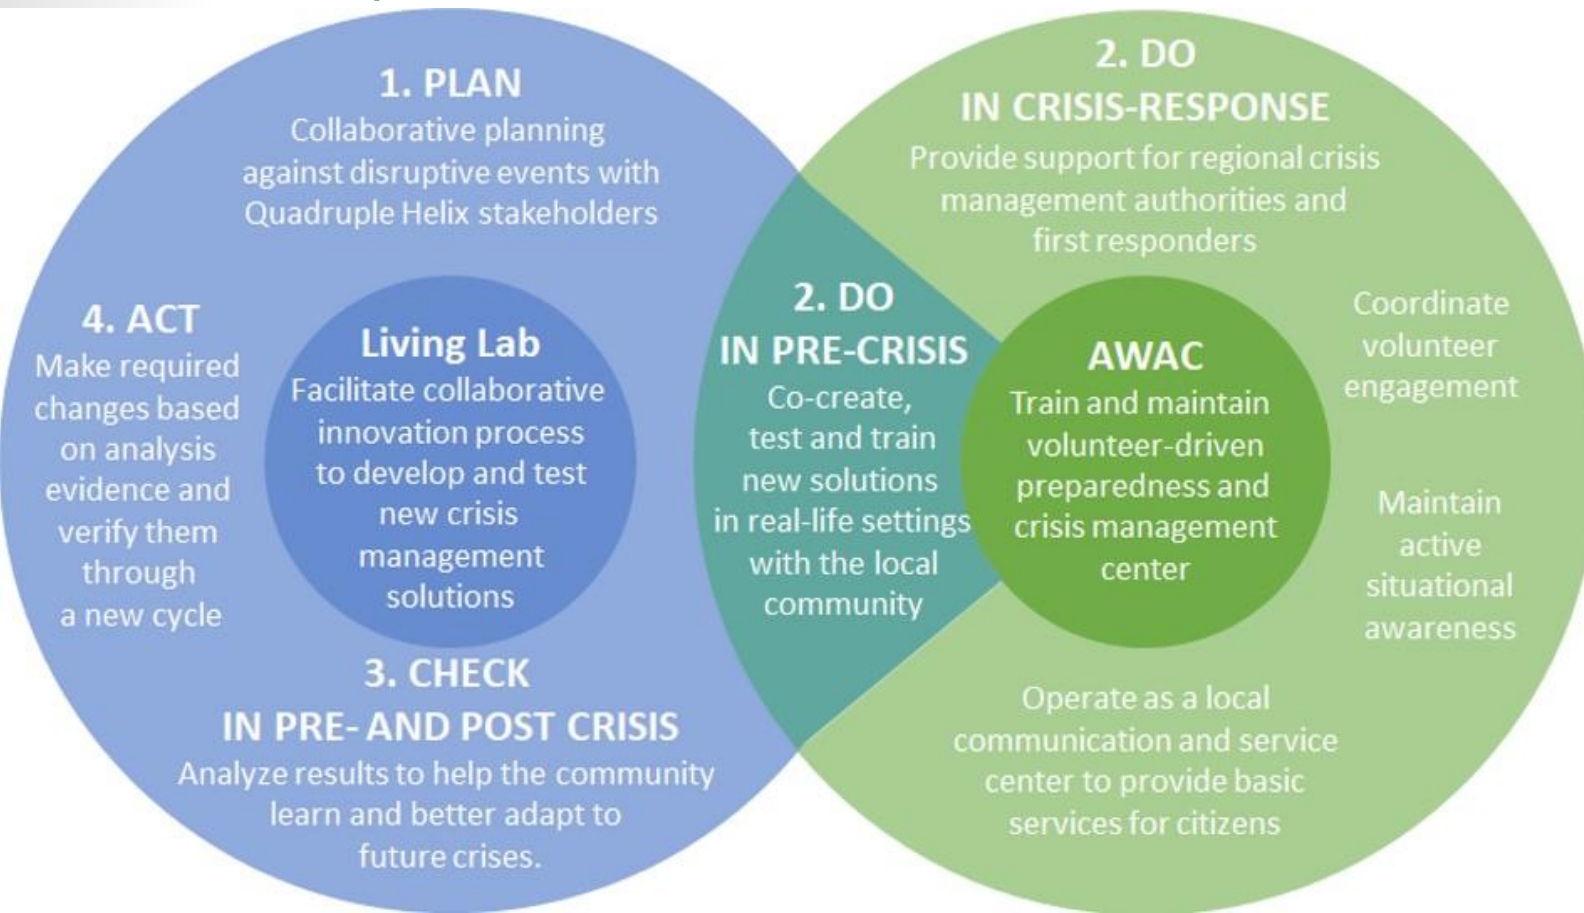 1. PLAN
Collaborative planning
against disruptive events with
Quadruple Helix stakeholders
4. ACT
Make required
changes based
on analysis
evidence and
verify them
through
a new cycle
Living Lab
Facilitate collaborative
innovation process
to develop and test
new crisis
management
solutions
3. CHECK
IN PRE- AND POST CRISIS
Analyze results to help the community
learn and better adapt to
future crises.
2. DO
IN PRE-CRISIS
Co-create,
test and train
new solutions
in real-life settings
with the local
community
2. DO
IN CRISIS-RESPONSE
Provide support for regional crisis
management authorities and
first responders
AWAC
Train and maintain
volunteer-driven
preparedness and
crisis management
center
Coordinate
volunteer
engagement
Maintain
active
situational
awareness
Operate as a local
communication and service
center to provide basic
services for citizens